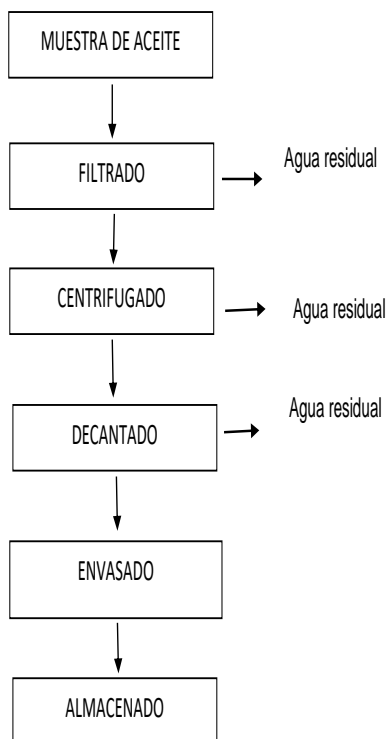 MUESTRA DE ACEITE
FILTRADO
Agua residual
CENTRIFUGADO
Agua residual
DECANTADO
Agua residual
ENVASADO
ALMACENADO